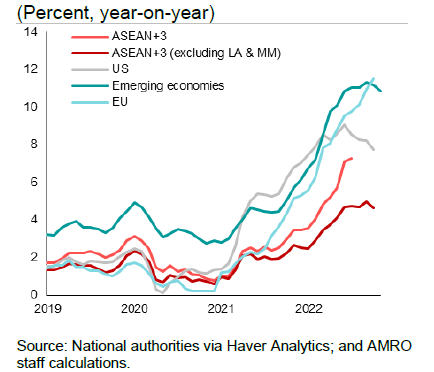 (Percent, year-on-year)
14
ASEAN+3
ASEAN+3 (excluding LA & MM)
12
US
Emerging economies
10
EU
8
6
4
2
0
2019 2020 2021 2022
Source: National authorities via Haver Analytics; and AMRO
staff calculations.